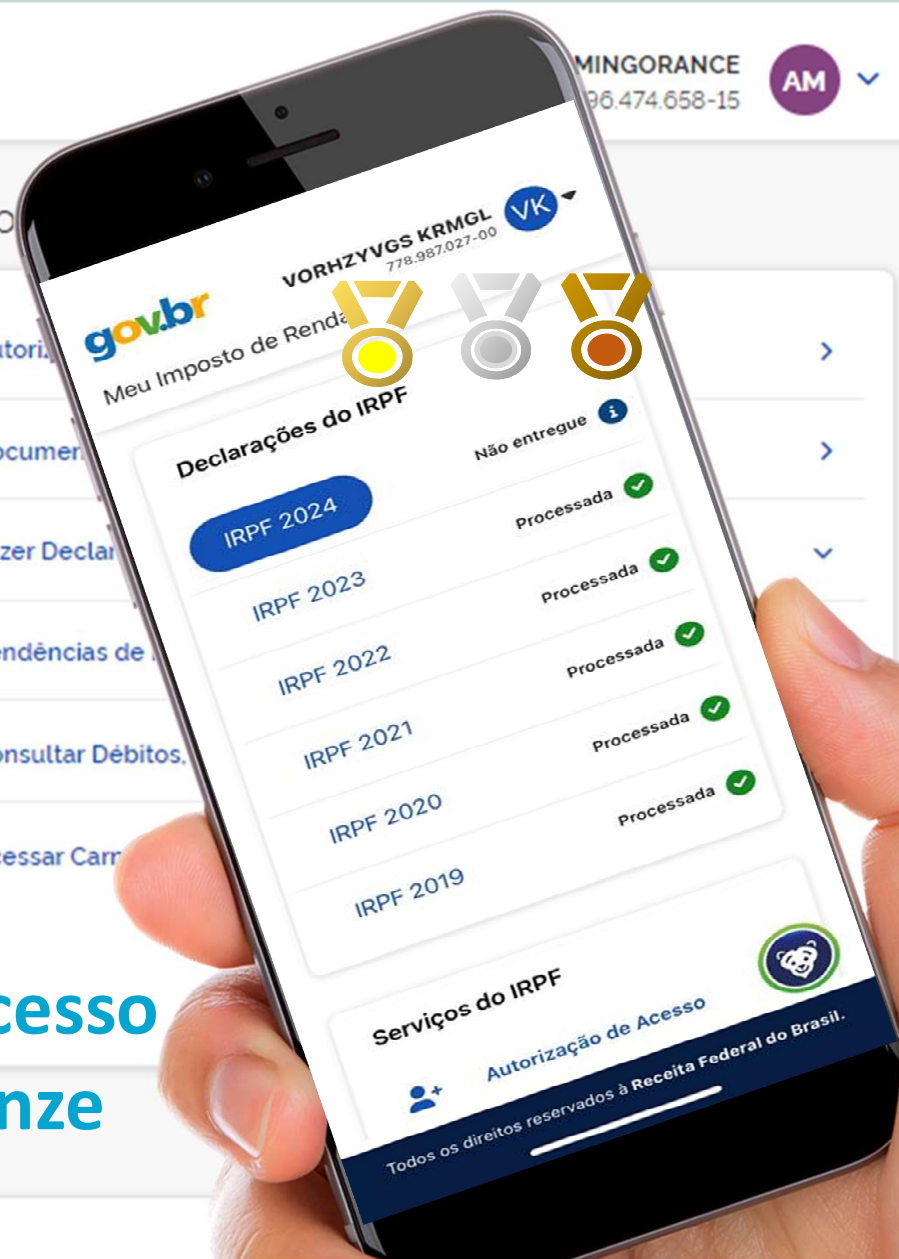 MINGORANCE
96.474.658-15
AM
VORHZYVGS KRMGL
778.987.027-00
VK
gov.br
Meu Imposto de Renda
Declarações do IRPF
IRPF 2024
Não entregue
IRPF 2023
Processada
IRPF 2022
Processada
IRPF 2021
Processada
IRPF 2020
Processada
IRPF 2019
Processada
Serviços do IRPF
Autorização de Acesso
Todos os direitos reservados à Receita Federal do Brasil.
utoriz
ocumen
zer Declar
endências de
onsultar Débitos,
essar Carn
cesso
nze